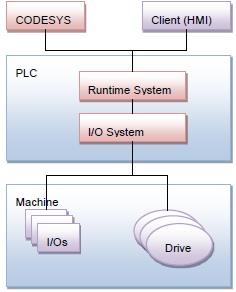 CODESYS
Client (HMI)
PLC
Runtime System
I/O System
Machine
I/Os
Drive